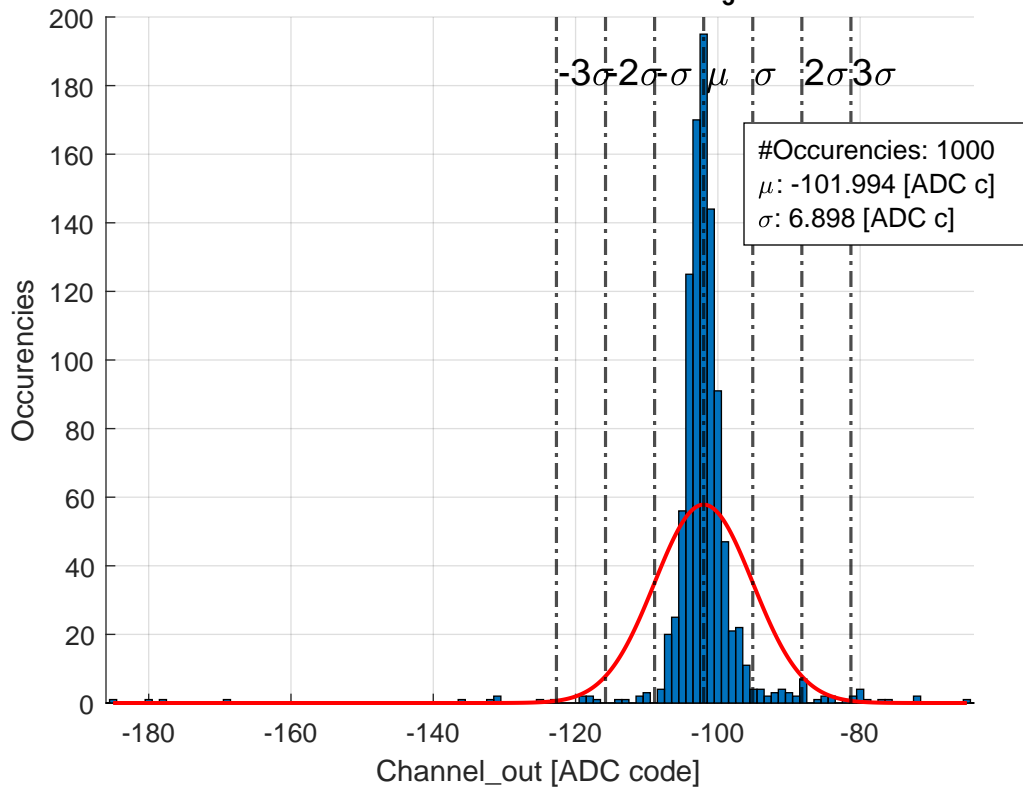 200
180
160
140
120
100
80
60
40
20
0
Occurencies
-3σ -2σ -σ μ σ 2σ 3σ
#Occurencies: 1000
μ: -101.994 [ADC c]
σ: 6.898 [ADC c]
-180 -160 -140 -120 -100 -80
Channel_out [ADC code]